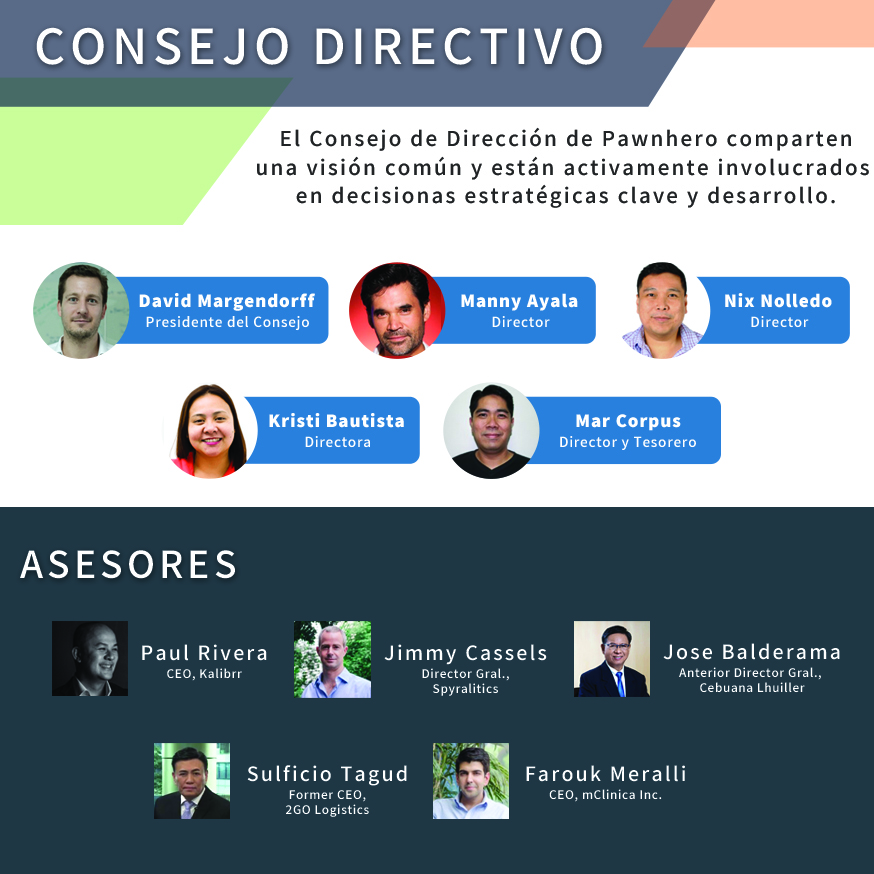 CONSEJO DIRECTIVO
El Consejo de Dirección de Pawnhero comparten
una visión común y están activamente involucrados
en decisionas estratégicas clave y desarrollo.
David Margendorff
Presidente del Consejo
Manny Ayala
Director
Nix Nolledo
Director
Kristi Bautista
Directora
Mar Corpus
Director y Tesorero
ASESORES
Paul Rivera
CEO, Kalibrr
Jimmy Cassels
Director Gral.,
Spyralitics
Jose Balderama
Anterior Director Gral.,
Cebuana Lhuiller
Sulficio Tagud
Former CEO,
2GO Logistics
Farouk Meralli
CEO, mClinica Inc.